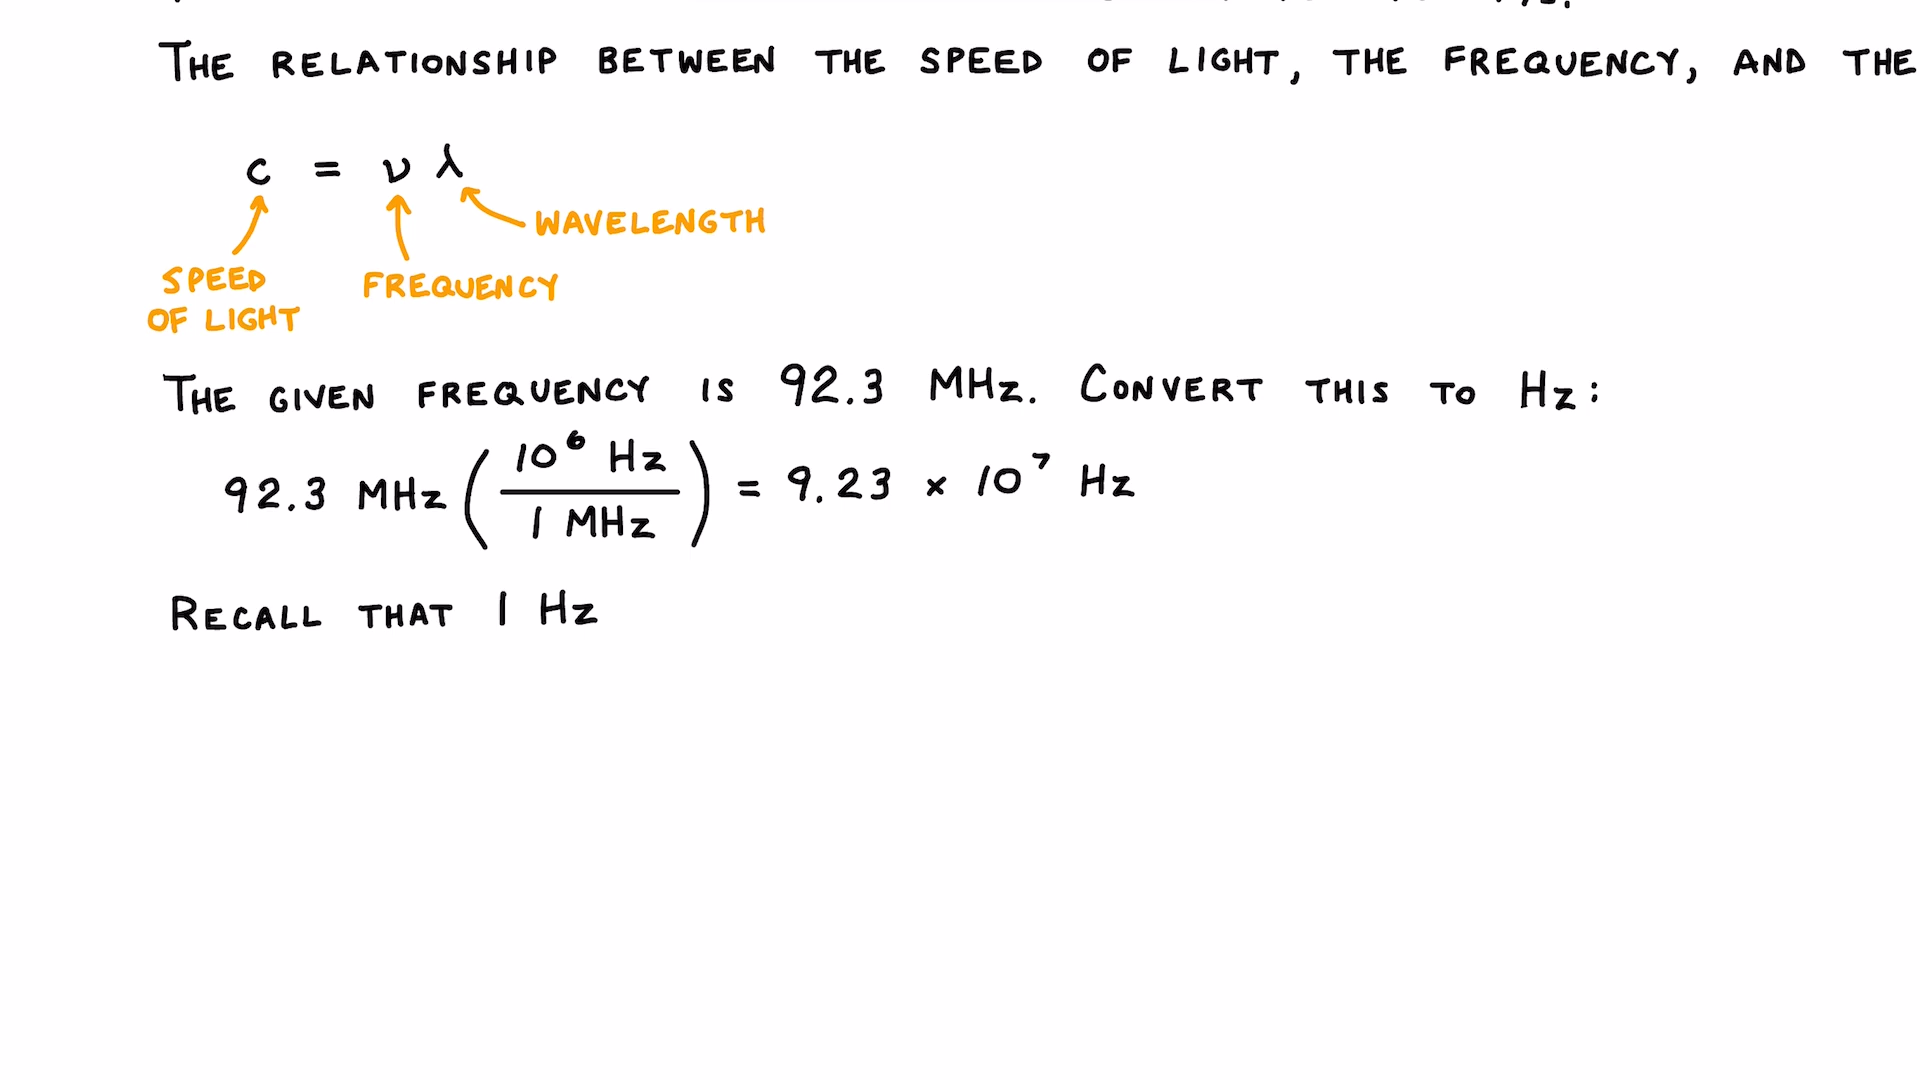 THE RELATIONSHIP BETWEEN THE SPEED OF LIGHT, THE FREQUENCY, AND THE
c = ν λ
WAVELENGTH
SPEED OF LIGHT
FREQUENCY
THE GIVEN FREQUENCY IS 92.3 MHz. CONVERT THIS TO Hz:
92.3 MHz (10⁶ Hz / 1 MHz) = 9.23 × 10⁷ Hz
RECALL THAT 1 Hz